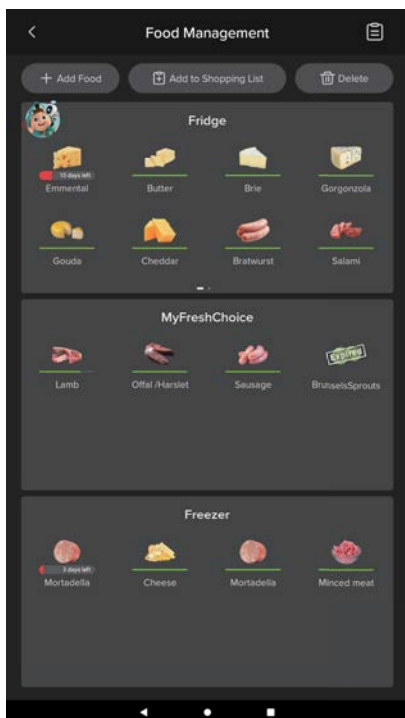 Food Management
+ Add Food
Add to Shopping List
Delete
Fridge
10 days left
Emmental
Butter
Brie
Gorgonzola
Gouda
Cheddar
Bratwurst
Salami
MyFreshChoice
Expired
Lamb
Offal /Harslet
Sausage
BrunselsSprouts
Freezer
3 days left
Mortadella
Cheese
Mortadella
Minced meat